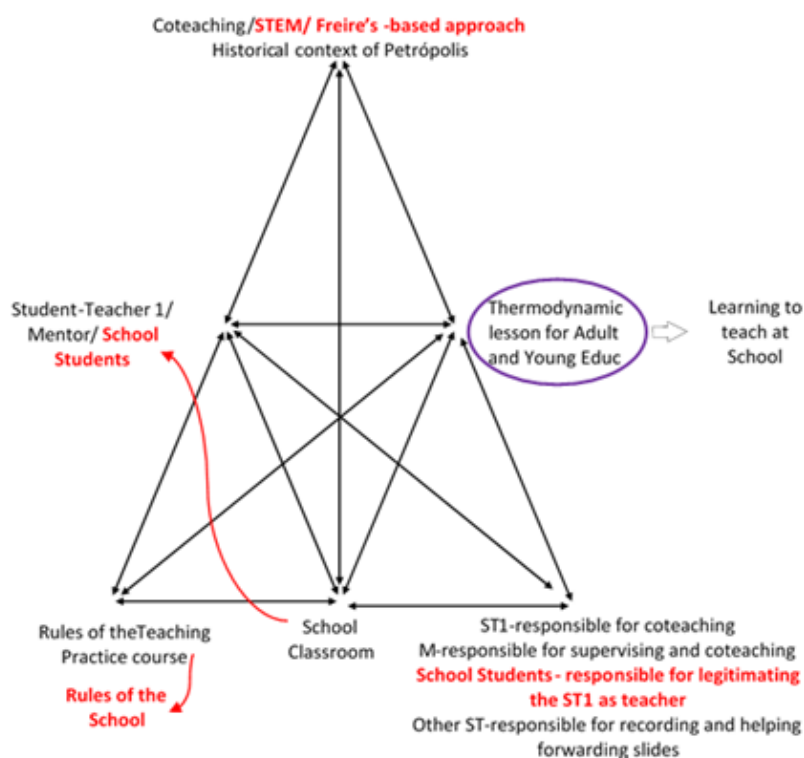 Coteaching/STEM/ Freire's -based approach
Historical context of Petrópolis
Student-Teacher 1/
Mentor/ School
Students
Thermodynamic
lesson for Adult
and Young Educ
Learning to
teach at
School
Rules of theTeaching
Practice course
Rules of the
School
School
Classroom
ST1-responsible for coteaching
M-responsible for supervising and coteaching
School Students- responsible for legitimating
the ST1 as teacher
Other ST-responsible for recording and helping
forwarding slides